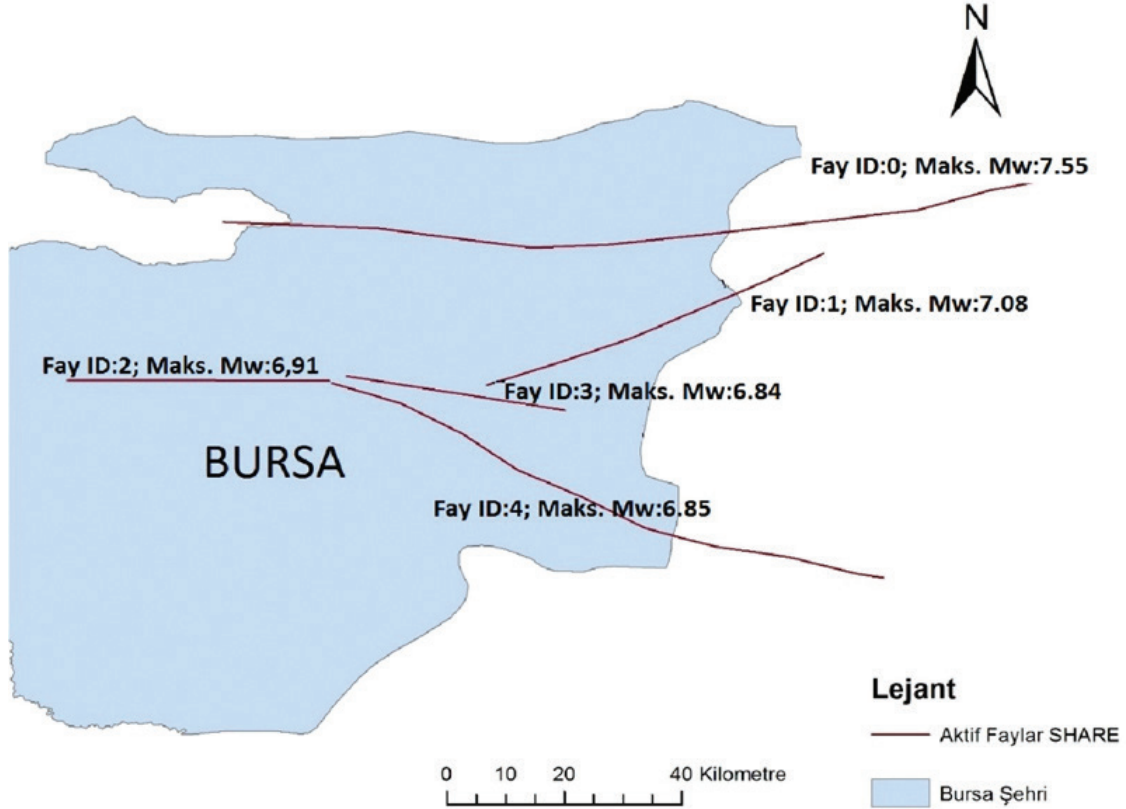 N
Fay ID:0; Maks. Mw:7.55
Fay ID:1; Maks. Mw:7.08
Fay ID:2; Maks. Mw:6,91
Fay ID:3; Maks. Mw:6.84
BURSA
Fay ID:4; Maks. Mw:6.85
Lejant
Aktif Faylar SHARE
Bursa Şehri
0 10 20 40 Kilometre